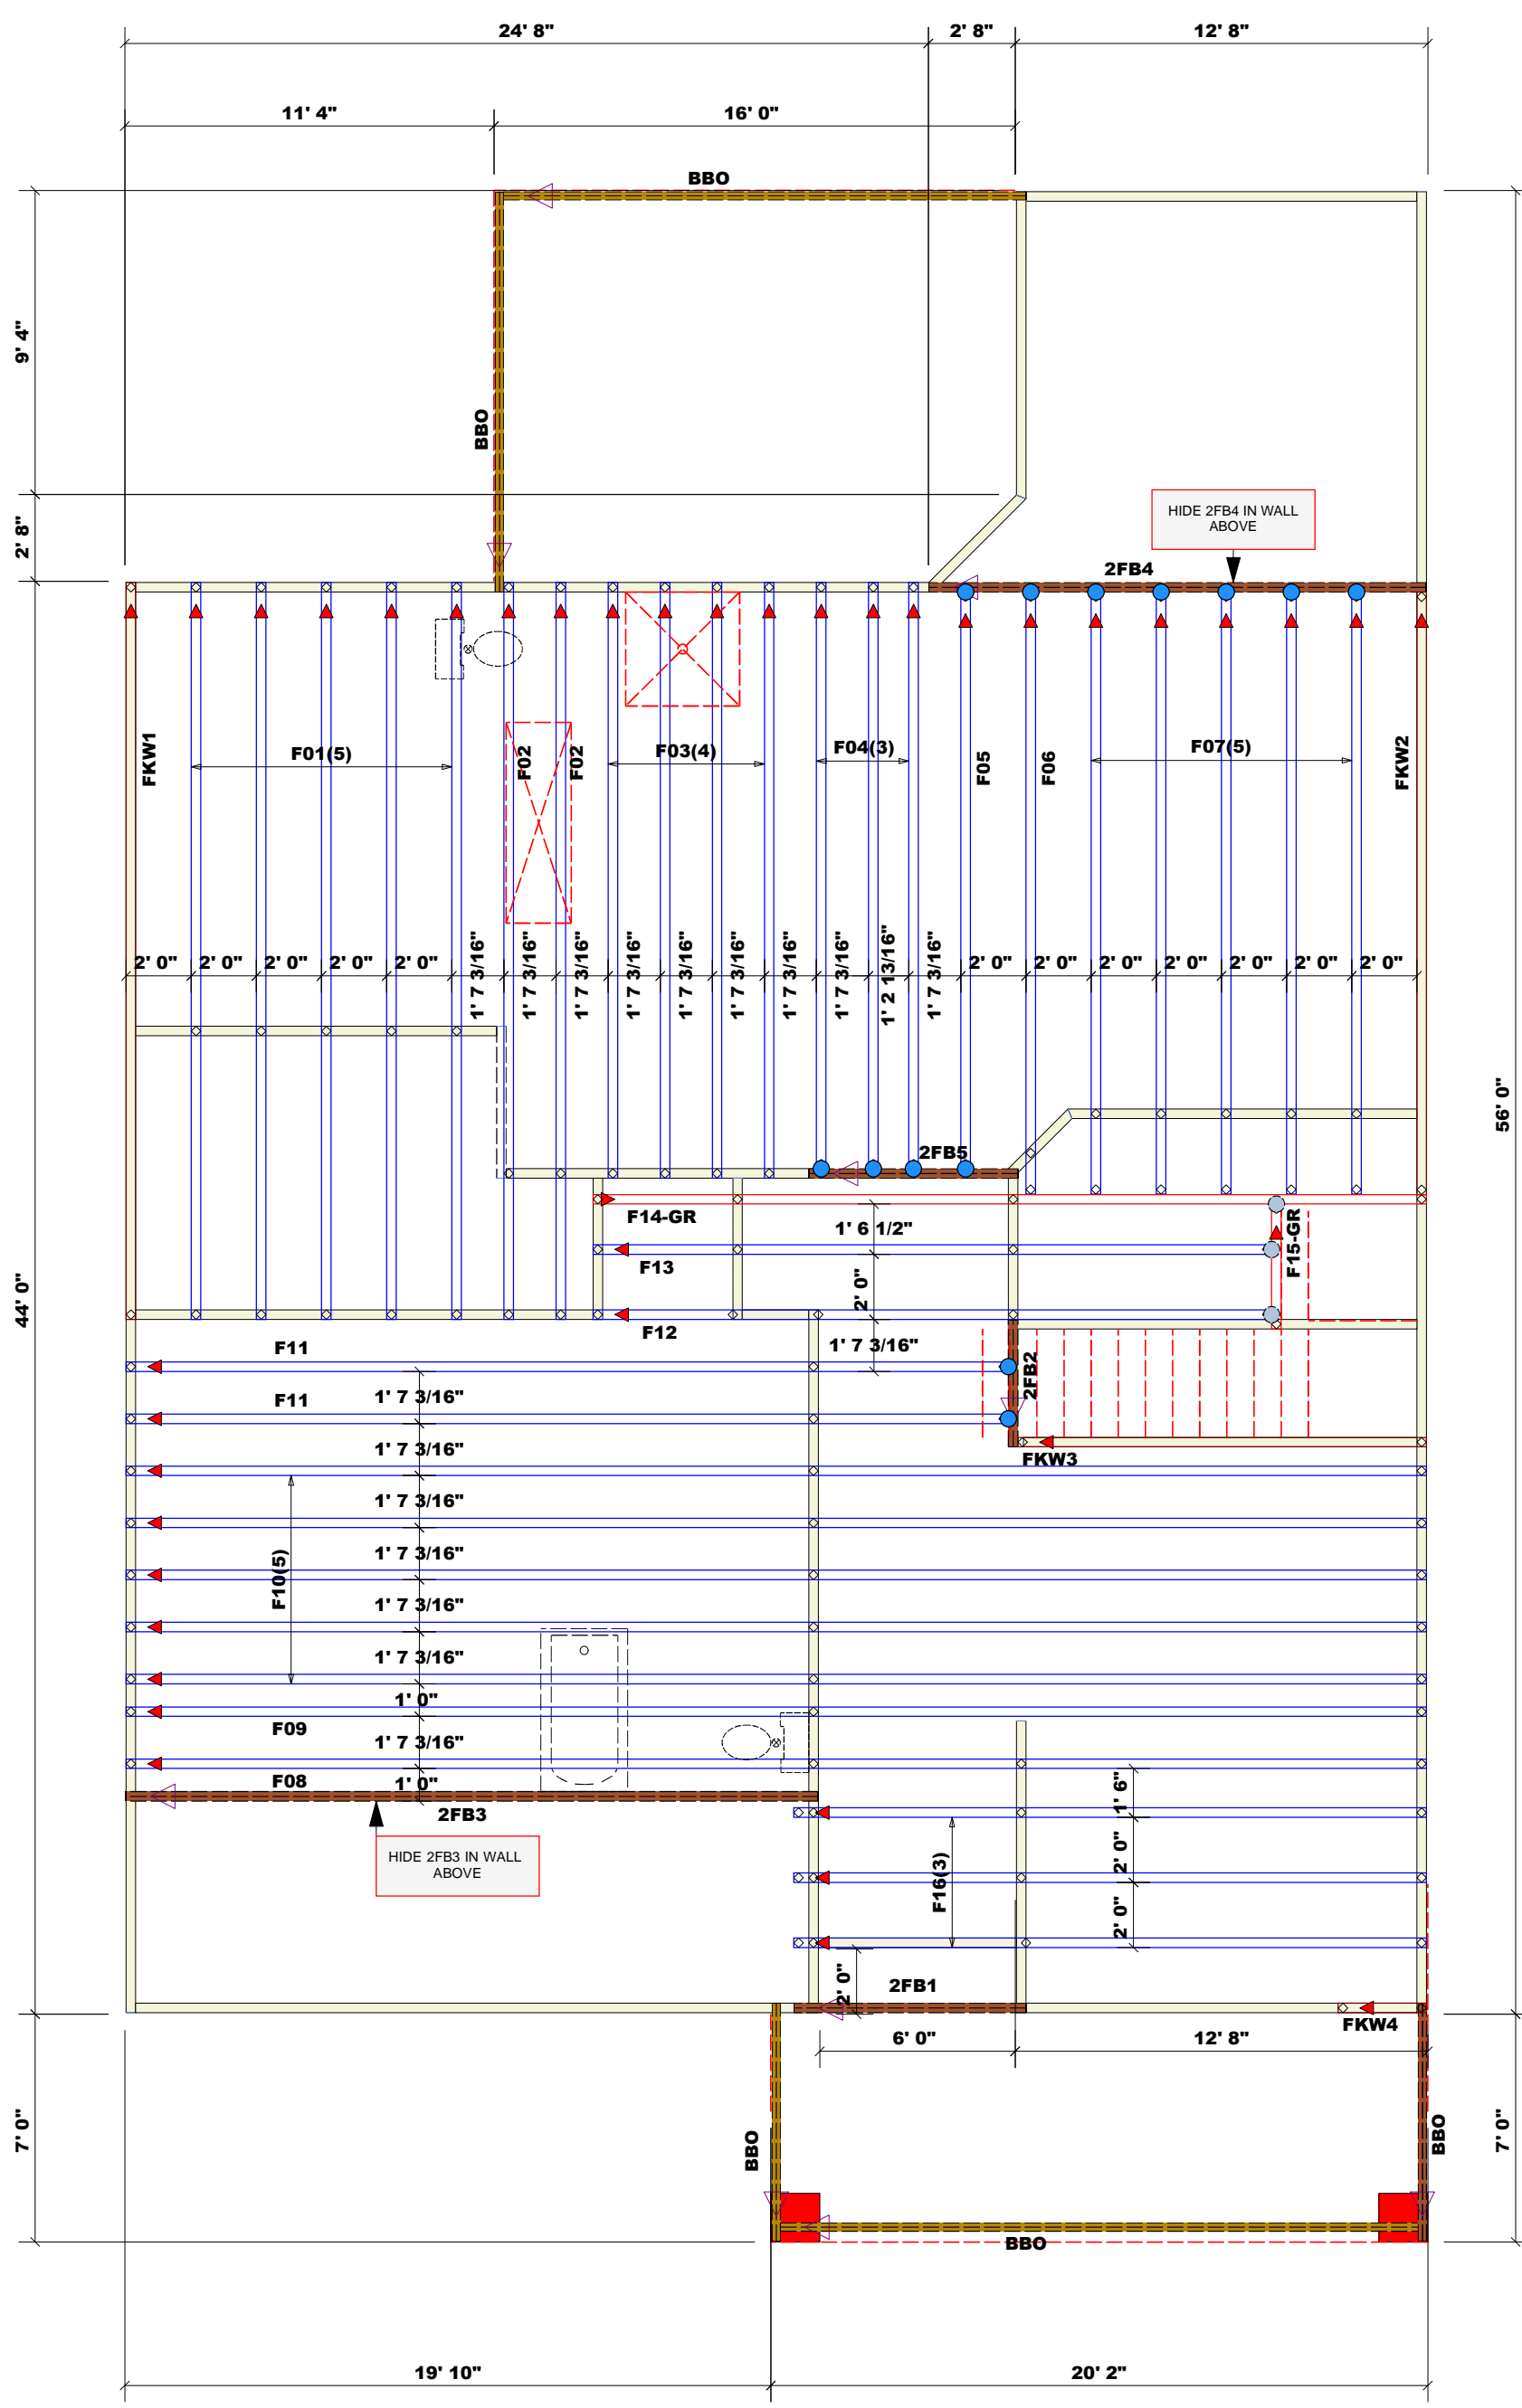 24' 8"
2' 8"
12' 8"
11' 4"
16' 0"
BBO
9' 4"
BBO
2' 8"
HIDE 2FB4 IN WALL
ABOVE
2FB4
FKW1
F01(5)
F02
F02
F03(4)
F04(3)
F05
F06
F07(5)
FKW2
2' 0"
2' 0"
2' 0"
2' 0"
2' 0"
1' 7 3/16"
1' 7 3/16"
1' 7 3/16"
1' 7 3/16"
1' 7 3/16"
1' 7 3/16"
1' 7 3/16"
1' 7 3/16"
1' 2 13/16"
1' 7 3/16"
2' 0"
2' 0"
2' 0"
2' 0"
2' 0"
2' 0"
2' 0"
56' 0"
2FB5
F14-GR
1' 6 1/2"
F15-GR
F13
2' 0"
44' 0"
F12
1' 7 3/16"
F11
2FB2
F11
1' 7 3/16"
1' 7 3/16"
FKW3
1' 7 3/16"
1' 7 3/16"
F10(5)
1' 7 3/16"
1' 7 3/16"
1' 0"
F09
1' 7 3/16"
F08
1' 0"
2FB3
1' 6"
HIDE 2FB3 IN WALL
ABOVE
2' 0"
F16(3)
2' 0"
2' 0"
2FB1
FKW4
6' 0"
12' 8"
7' 0"
BBO
BBO
7' 0"
BBO
19' 10"
20' 2"